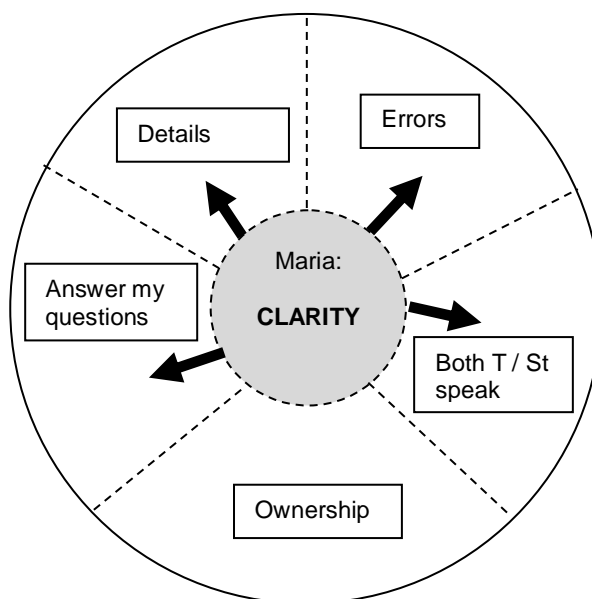 Details
Errors
Maria:
CLARITY
Answer my
questions
Both T / St
speak
Ownership